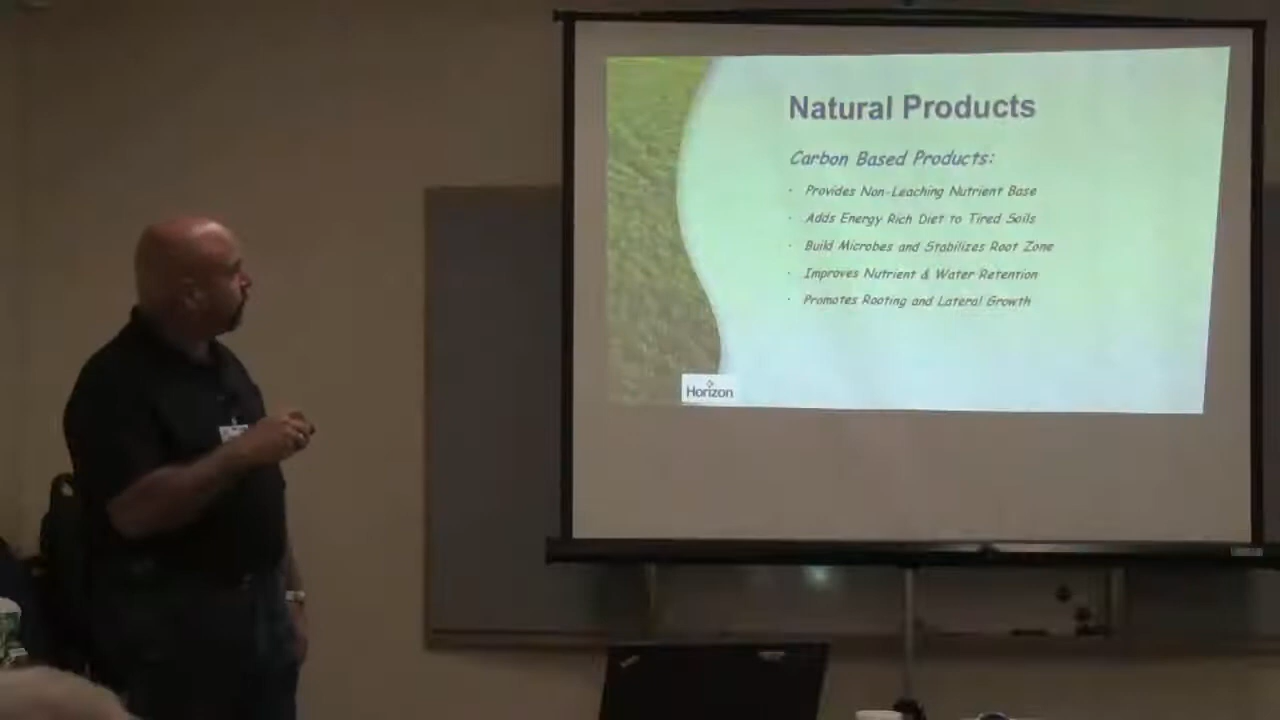 Natural Products
Carbon Based Products:
· Provides Non-Leaching Nutrient Base
· Adds Energy Rich Diet to Tired Soils
· Build Microbes and Stabilizes Root Zone
· Improves Nutrient & Water Retention
· Promotes Rooting and Lateral Growth
Horizon